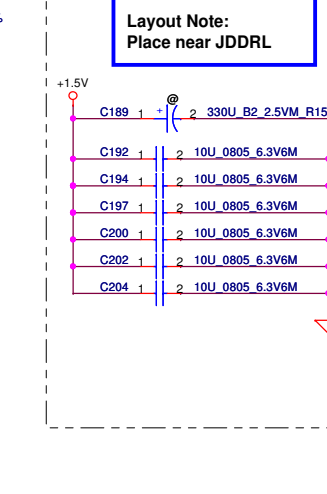 Layout Note:
Place near JDDRL
+1.5V
@
C189 1 + 2 330U_B2_2.5VM_R15
C192 1 2 10U_0805_6.3V6M
C194 1 2 10U_0805_6.3V6M
C197 1 2 10U_0805_6.3V6M
C200 1 2 10U_0805_6.3V6M
C202 1 2 10U_0805_6.3V6M
C204 1 2 10U_0805_6.3V6M